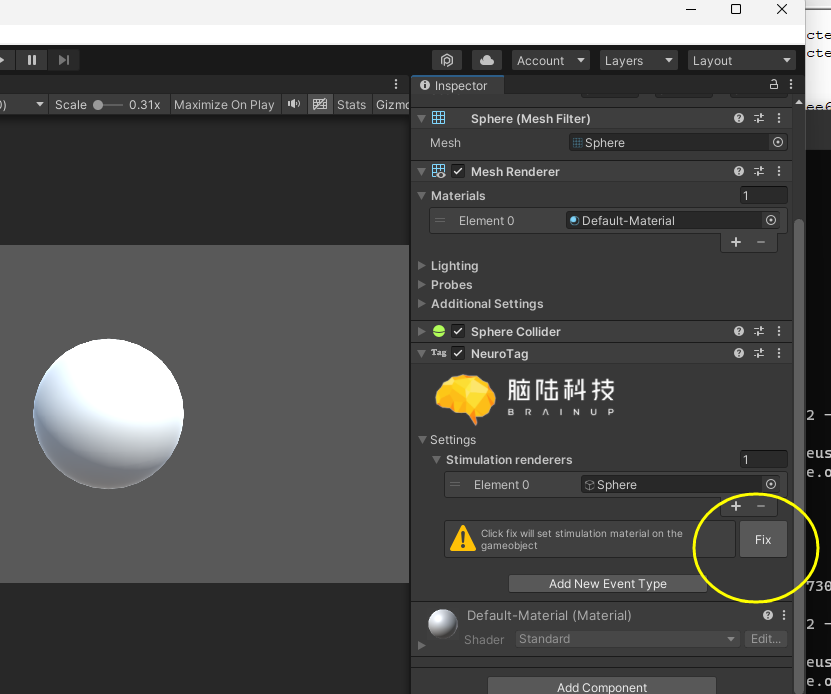 Account
Layers
Layout
Scale
0.31x
Maximize On Play
Stats
Gizmo
Inspector
Sphere (Mesh Filter)
Mesh
Sphere
Mesh Renderer
Materials
1
Element 0
Default-Material
Lighting
Probes
Additional Settings
Sphere Collider
Tag
NeuroTag
脑陆科技
BRAINUP
Settings
Stimulation renderers
1
Element 0
Sphere
Click fix will set stimulation material on the
gameobject
Fix
Add New Event Type
Default-Material (Material)
Shader
Standard
Edit...
Add Component
cte
cte
2 -
eus
e.o
730
2 -
eus
e.o